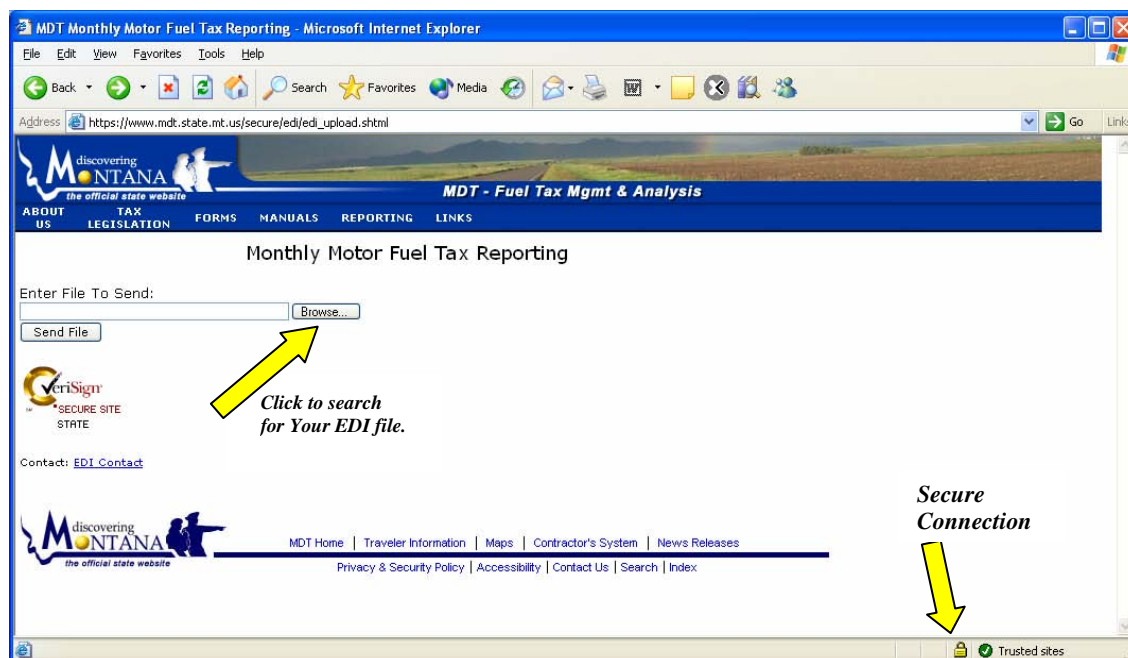 MDT Monthly Motor Fuel Tax Reporting - Microsoft Internet Explorer
File Edit View Favorites Tools Help
Back Search Favorites Media
Address https://www.mdt.state.mt.us/secure/edi/edi_upload.shtml Go Links
discovering
MONTANA
the official state website
MDT - Fuel Tax Mgmt & Analysis
ABOUT US TAX LEGISLATION FORMS MANUALS REPORTING LINKS
Monthly Motor Fuel Tax Reporting
Enter File To Send:
Browse...
Send File
VeriSign
SECURE SITE
STATE
Click to search
for Your EDI file.
Contact: EDI Contact
Secure
Connection
discovering
MONTANA
the official state website
MDT Home | Traveler Information | Maps | Contractor's System | News Releases
Privacy & Security Policy | Accessibility | Contact Us | Search | Index
Trusted sites